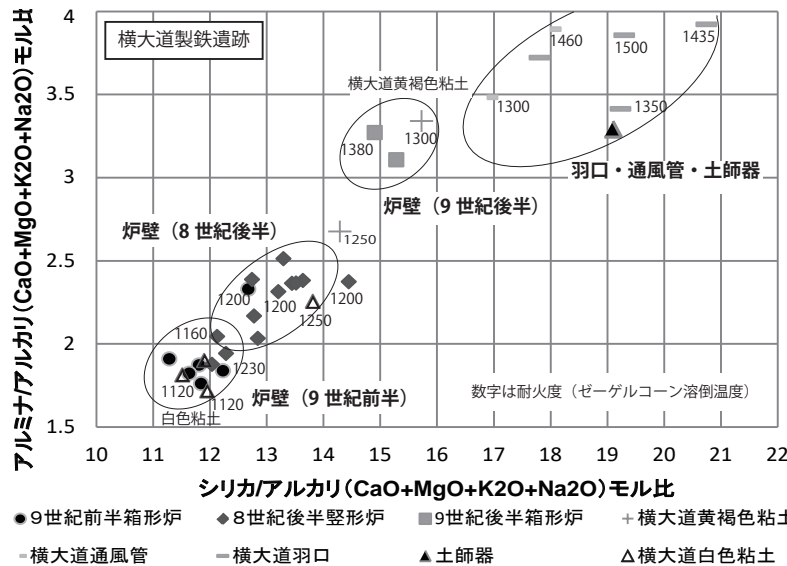 アルミナ/アルカリ(CaO+MgO+K2O+Na2O)モル比
4
3.5
3
2.5
2
1.5
横大道製鉄遺跡
1460
1500
1435
1300
1350
横大道黄褐色粘土
1380
1300
羽口・通風管・土師器
炉壁(9世紀後半)
炉壁(8世紀後半)
1250
1200
1200
1200
1250
1160
1230
1120
1120
炉壁(9世紀前半)
白色粘土
数字は耐火度(ゼーゲルコーン溶倒温度)
10 11 12 13 14 15 16 17 18 19 20 21 22
シリカ/アルカリ(CaO+MgO+K2O+Na2O)モル比
9世紀前半箱形炉 8世紀後半竪形炉 9世紀後半箱形炉 横大道黄褐色粘土
横大道通風管 横大道羽口 土師器 横大道白色粘土